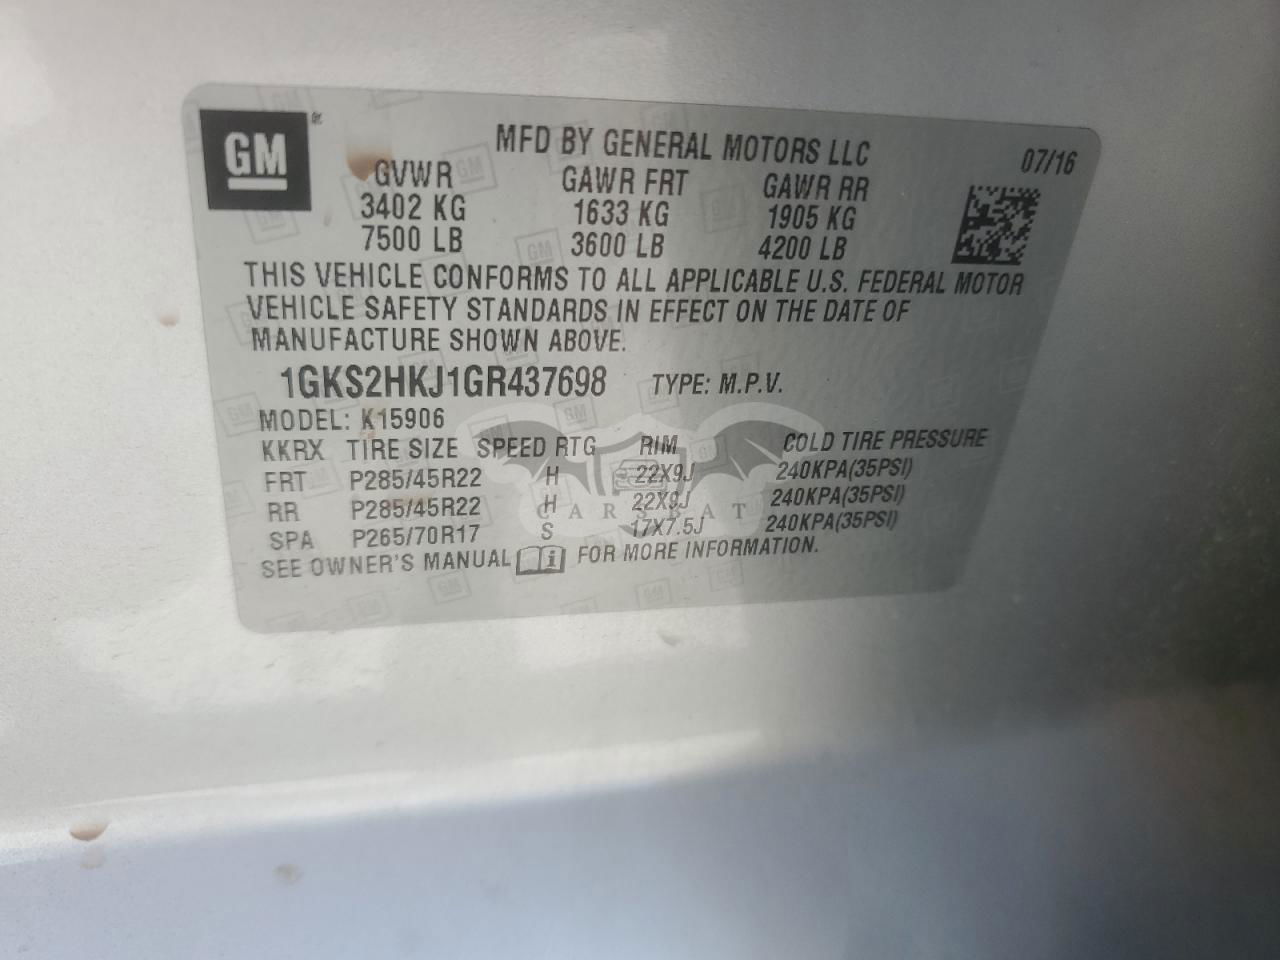 GM
MFD BY GENERAL MOTORS LLC 07/16
GVWR GAWR FRT GAWR RR
3402 KG 1633 KG 1905 KG
7500 LB 3600 LB 4200 LB
THIS VEHICLE CONFORMS TO ALL APPLICABLE U.S. FEDERAL MOTOR
VEHICLE SAFETY STANDARDS IN EFFECT ON THE DATE OF
MANUFACTURE SHOWN ABOVE.
1GKS2HKJ1GR437698 TYPE: M.P.V.
MODEL: K15906
KKRX TIRE SIZE SPEED RTG RIM COLD TIRE PRESSURE
FRT P285/45R22 H 22X9J 240KPA(35PSI)
RR P285/45R22 H 22X9J 240KPA(35PSI)
CARSBAT
SPA P265/70R17 S 17X7.5J 240KPA(35PSI)
SEE OWNER'S MANUAL i FOR MORE INFORMATION.